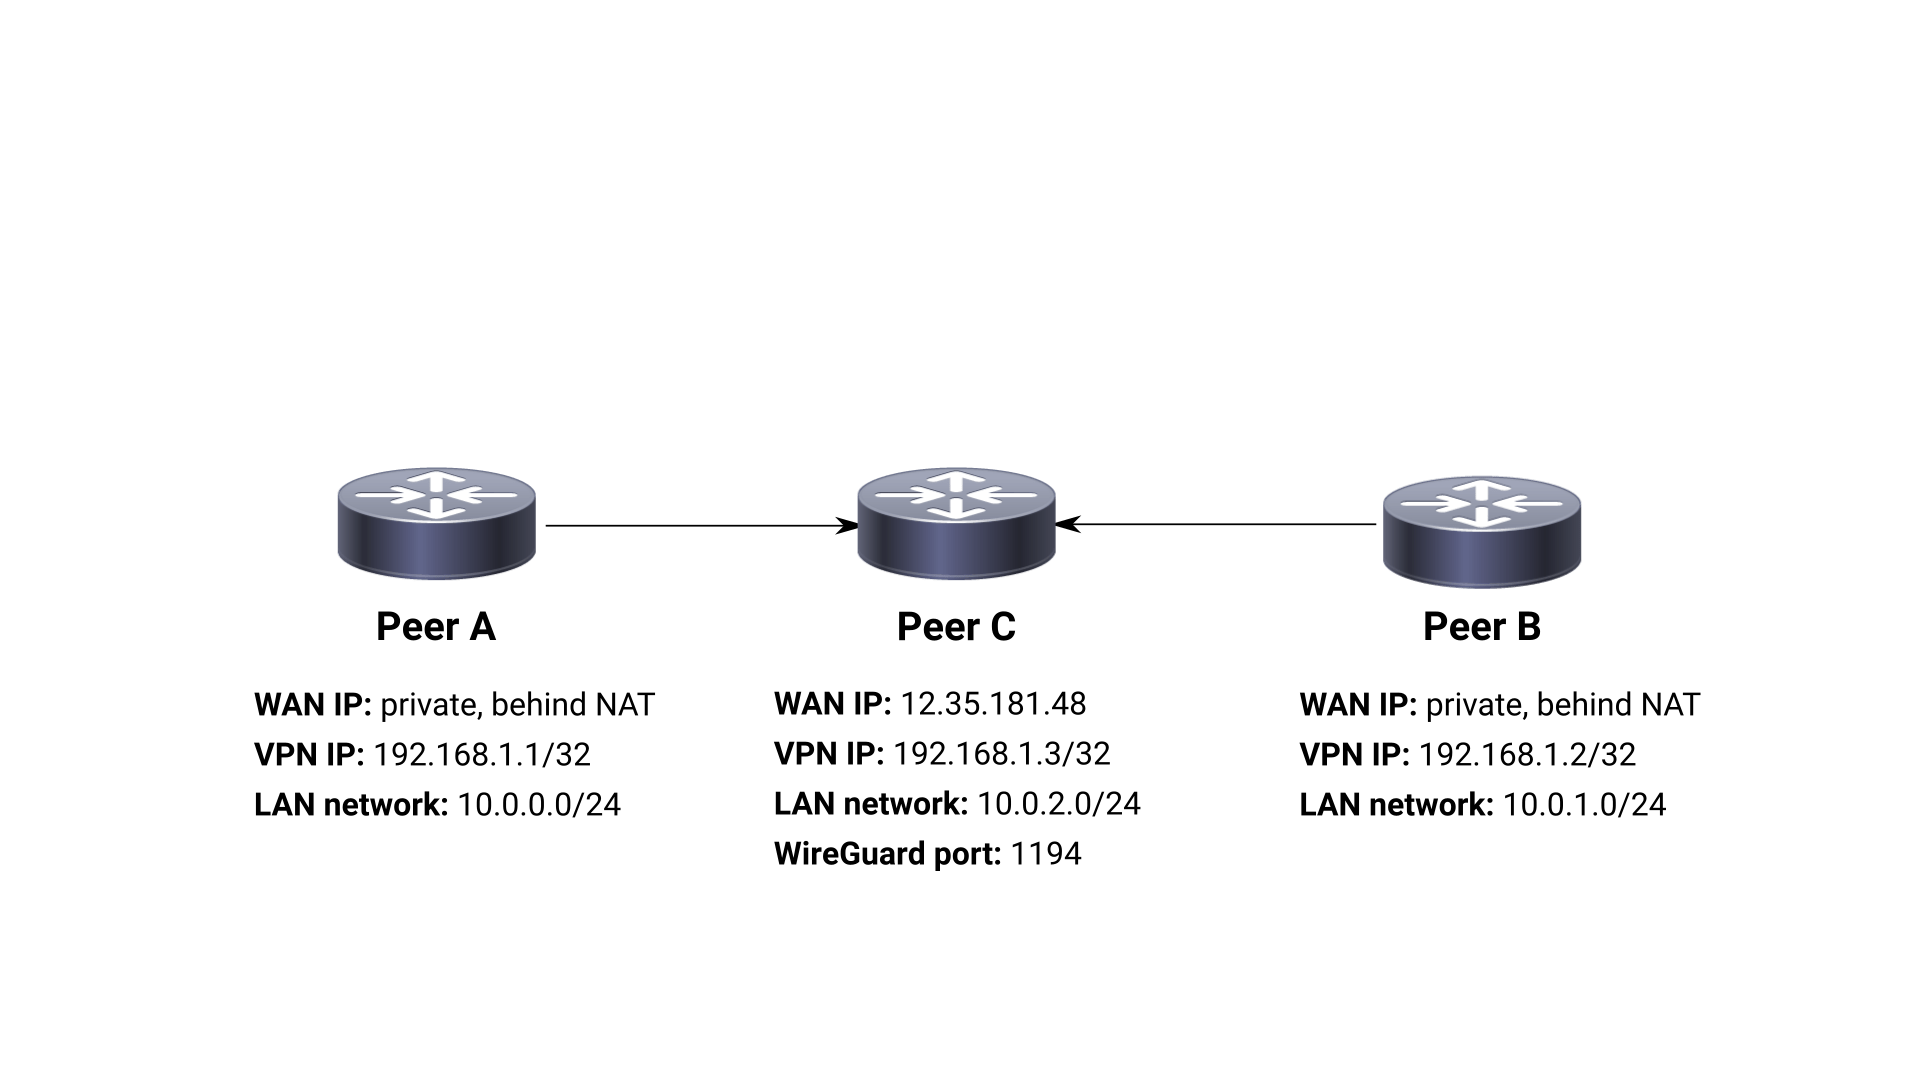 Peer A
WAN IP: private, behind NAT
VPN IP: 192.168.1.1/32
LAN network: 10.0.0.0/24
Peer C
WAN IP: 12.35.181.48
VPN IP: 192.168.1.3/32
LAN network: 10.0.2.0/24
WireGuard port: 1194
Peer B
WAN IP: private, behind NAT
VPN IP: 192.168.1.2/32
LAN network: 10.0.1.0/24